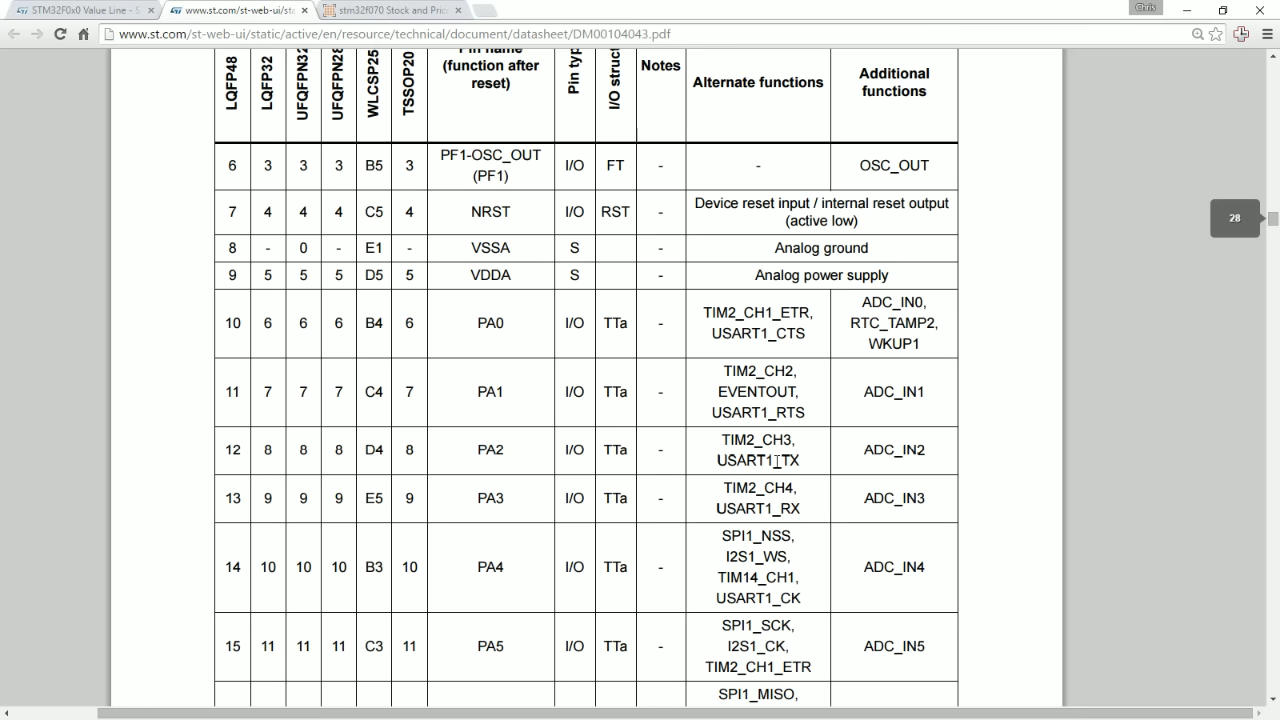 STM32F0x0 Value Line - S
www.st.com/st-web-ui/sta
stm32f070 Stock and Pric
Chris
www.st.com/st-web-ui/static/active/en/resource/technical/document/datasheet/DM00104043.pdf
LQFP48
LQFP32
UFQFPN32
UFQFPN28
WLCSP25
TSSOP20
Pin name
(function after
reset)
Pin typ
I/O struct
Notes
Alternate functions
Additional
functions
6 3 3 3 B5 3 PF1-OSC_OUT
(PF1) I/O FT - - OSC_OUT
7 4 4 4 C5 4 NRST I/O RST - Device reset input / internal reset output
(active low)
8 - 0 - E1 - VSSA S - Analog ground
9 5 5 5 D5 5 VDDA S - Analog power supply
10 6 6 6 B4 6 PA0 I/O TTa -
TIM2_CH1_ETR,
USART1_CTS
ADC_IN0,
RTC_TAMP2,
WKUP1
11 7 7 7 C4 7 PA1 I/O TTa -
TIM2_CH2,
EVENTOUT,
USART1_RTS
ADC_IN1
12 8 8 8 D4 8 PA2 I/O TTa -
TIM2_CH3,
USART1_TX
ADC_IN2
13 9 9 9 E5 9 PA3 I/O TTa -
TIM2_CH4,
USART1_RX
ADC_IN3
14 10 10 10 B3 10 PA4 I/O TTa -
SPI1_NSS,
I2S1_WS,
TIM14_CH1,
USART1_CK
ADC_IN4
15 11 11 11 C3 11 PA5 I/O TTa -
SPI1_SCK,
I2S1_CK,
TIM2_CH1_ETR
ADC_IN5
SPI1_MISO,
28